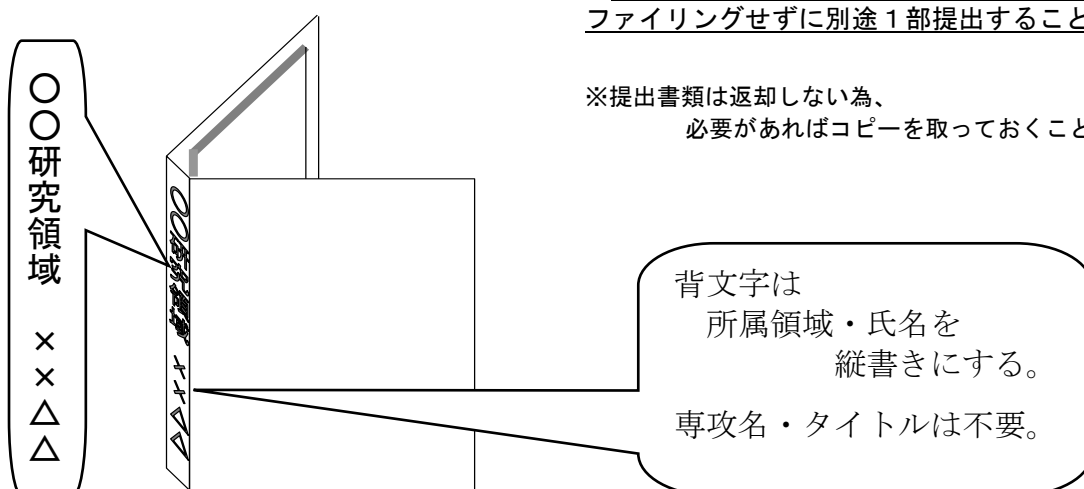 ファイリングせずに別途１部提出すること
※提出書類は返却しない為、
必要があればコピーを取っておくこと
○○研究領域　××△△
○○研究領域　××△△
背文字は
所属領域・氏名を
縦書きにする。
専攻名・タイトルは不要。